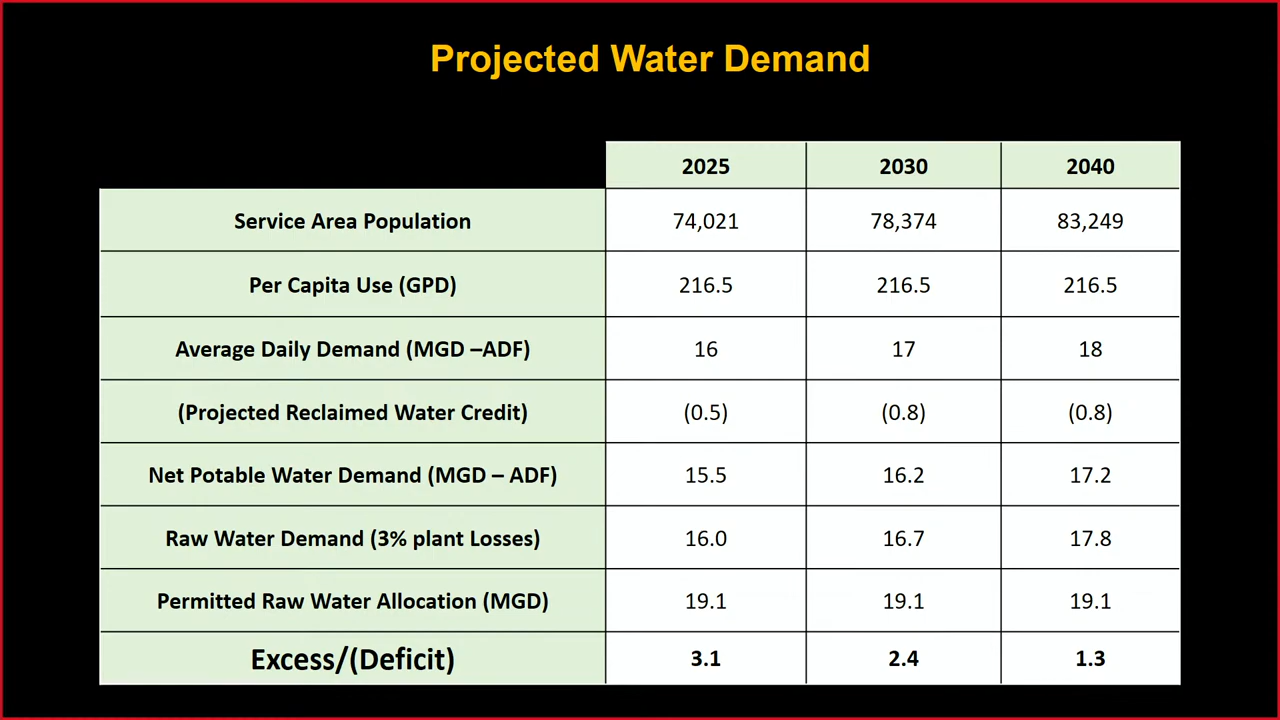 Projected Water Demand
2025 2030 2040
Service Area Population 74,021 78,374 83,249
Per Capita Use (GPD) 216.5 216.5 216.5
Average Daily Demand (MGD –ADF) 16 17 18
(Projected Reclaimed Water Credit) (0.5) (0.8) (0.8)
Net Potable Water Demand (MGD – ADF) 15.5 16.2 17.2
Raw Water Demand (3% plant Losses) 16.0 16.7 17.8
Permitted Raw Water Allocation (MGD) 19.1 19.1 19.1
Excess/(Deficit) 3.1 2.4 1.3